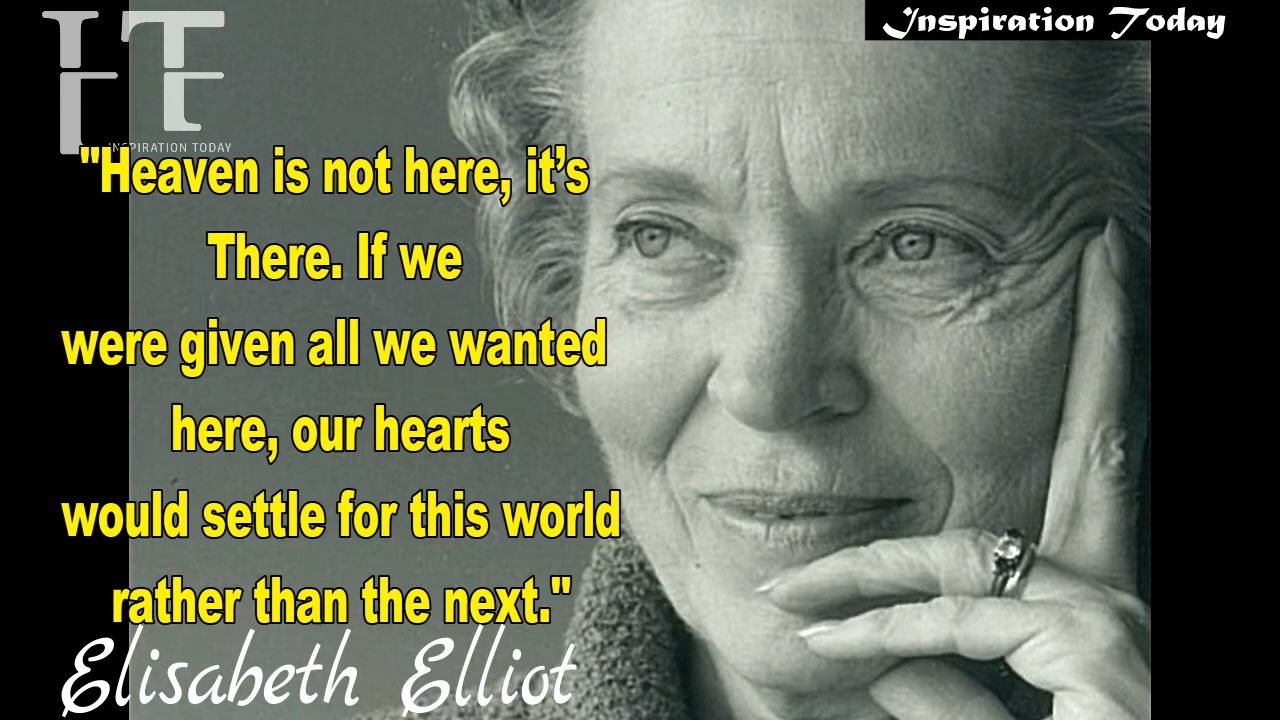 Inspiration Today
INSPIRATION TODAY
"Heaven is not here, it’s
There. If we
were given all we wanted
here, our hearts
would settle for this world
rather than the next."
Elisabeth Elliot